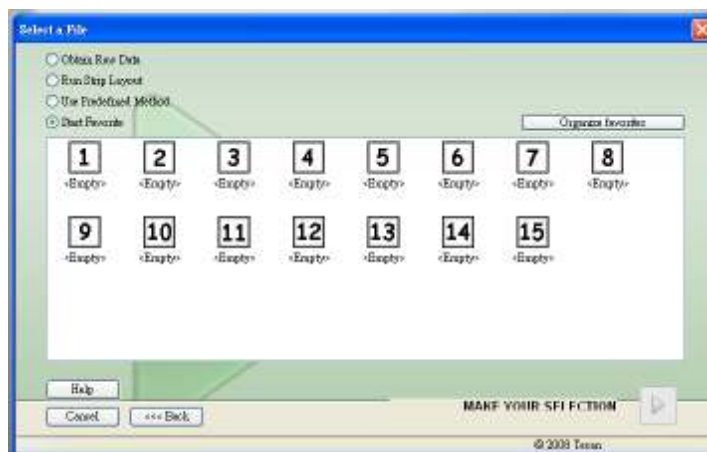 Select a File
Obtain Raw Data
Run Strip Layout
Use Predefined Method
Start Favorite
Organize favorites
1 2 3 4 5 6 7 8
<Empty> <Empty> <Empty> <Empty> <Empty> <Empty> <Empty> <Empty>
9 10 11 12 13 14 15
<Empty> <Empty> <Empty> <Empty> <Empty> <Empty> <Empty>
Help
Cancel <<< Back
MAKE YOUR SELECTION
© 2008 Tecan